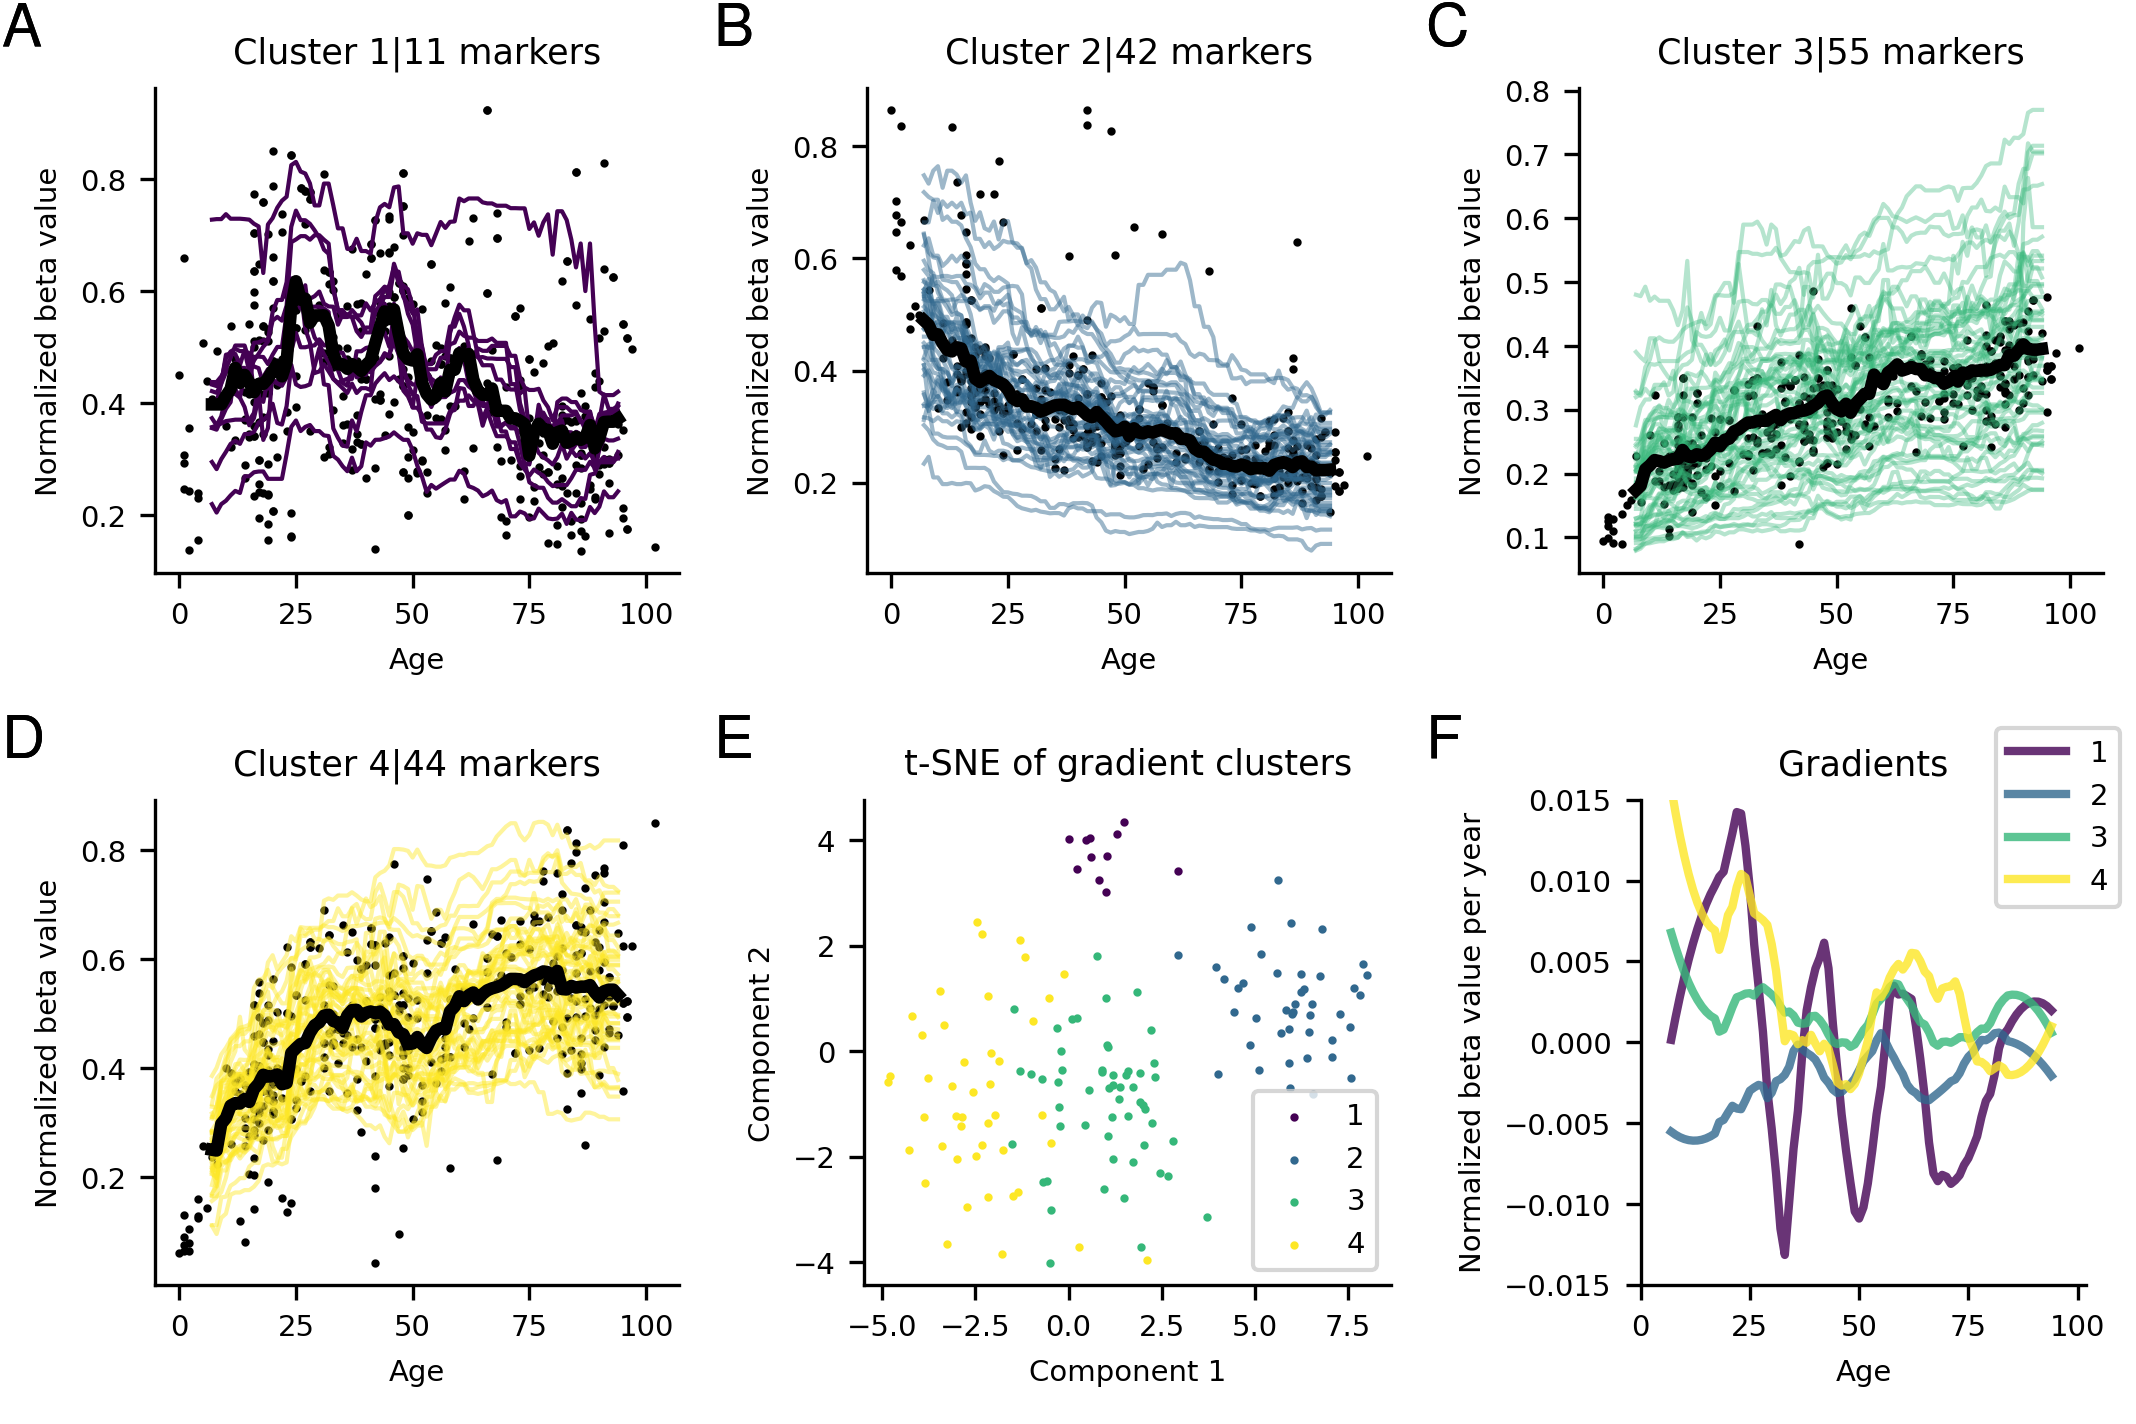 A
Cluster 1|11 markers
Normalized beta value
0.8
0.6
0.4
0.2
0 25 50 75 100
Age
B
Cluster 2|42 markers
Normalized beta value
0.8
0.6
0.4
0.2
0 25 50 75 100
Age
C
Cluster 3|55 markers
Normalized beta value
0.8
0.7
0.6
0.5
0.4
0.3
0.2
0.1
0 25 50 75 100
Age
D
Cluster 4|44 markers
Normalized beta value
0.8
0.6
0.4
0.2
0 25 50 75 100
Age
E
t-SNE of gradient clusters
Component 2
4
2
0
−2
−4
1
2
3
4
−5.0 −2.5 0.0 2.5 5.0 7.5
Component 1
F
Gradients
1
2
3
4
Normalized beta value per year
0.015
0.010
0.005
0.000
−0.005
−0.010
−0.015
0 25 50 75 100
Age